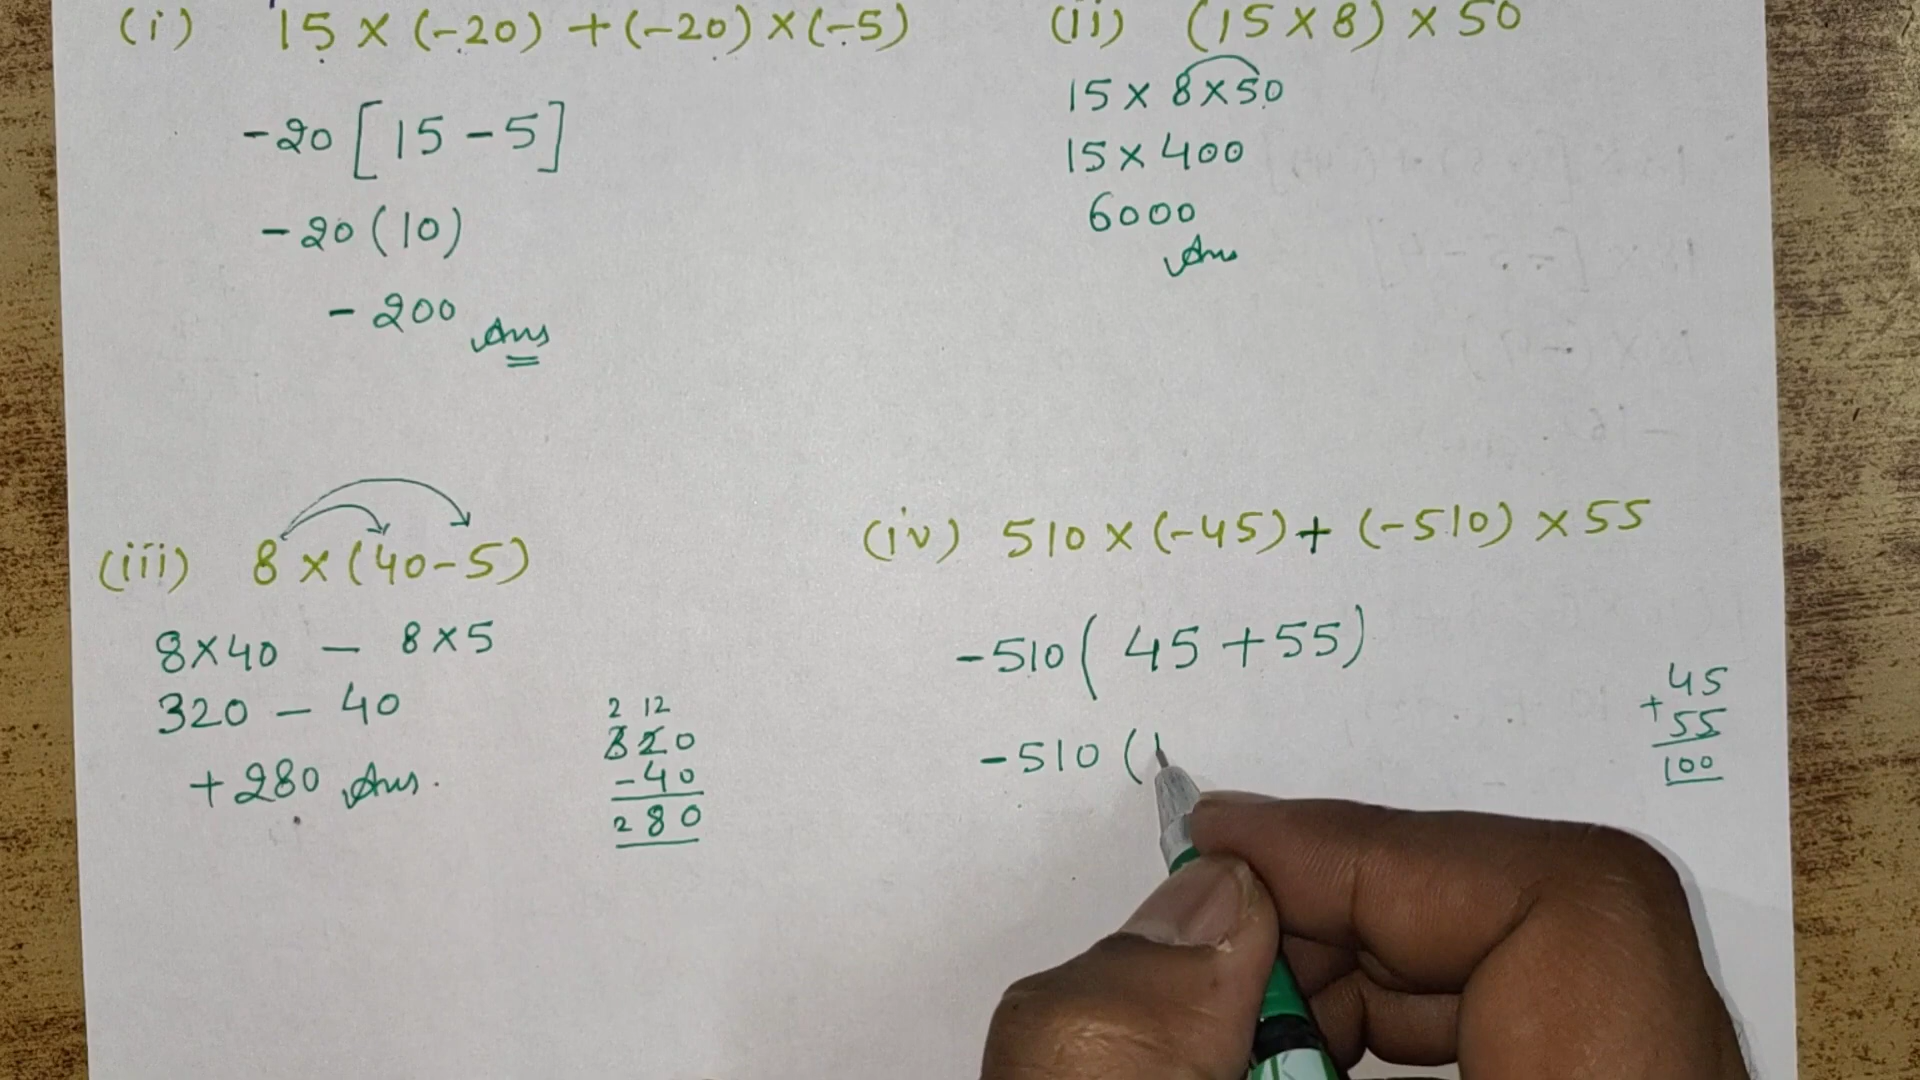 (i) 15 × (-20) + (-20) × (-5)
-20 [15 - 5]
-20 (10)
- 200 Ans
(ii) (15 × 8) × 50
15 × 8 × 50
15 × 400
6000
Ans
(iii) 8 × (40 - 5)
8 × 40 - 8 × 5
320 - 40
+ 280 Ans.
2 12
320
- 40
280
(iv) 510 × (-45) + (-510) × 55
-510 ( 45 + 55)
-510 (1
45
+ 55
100